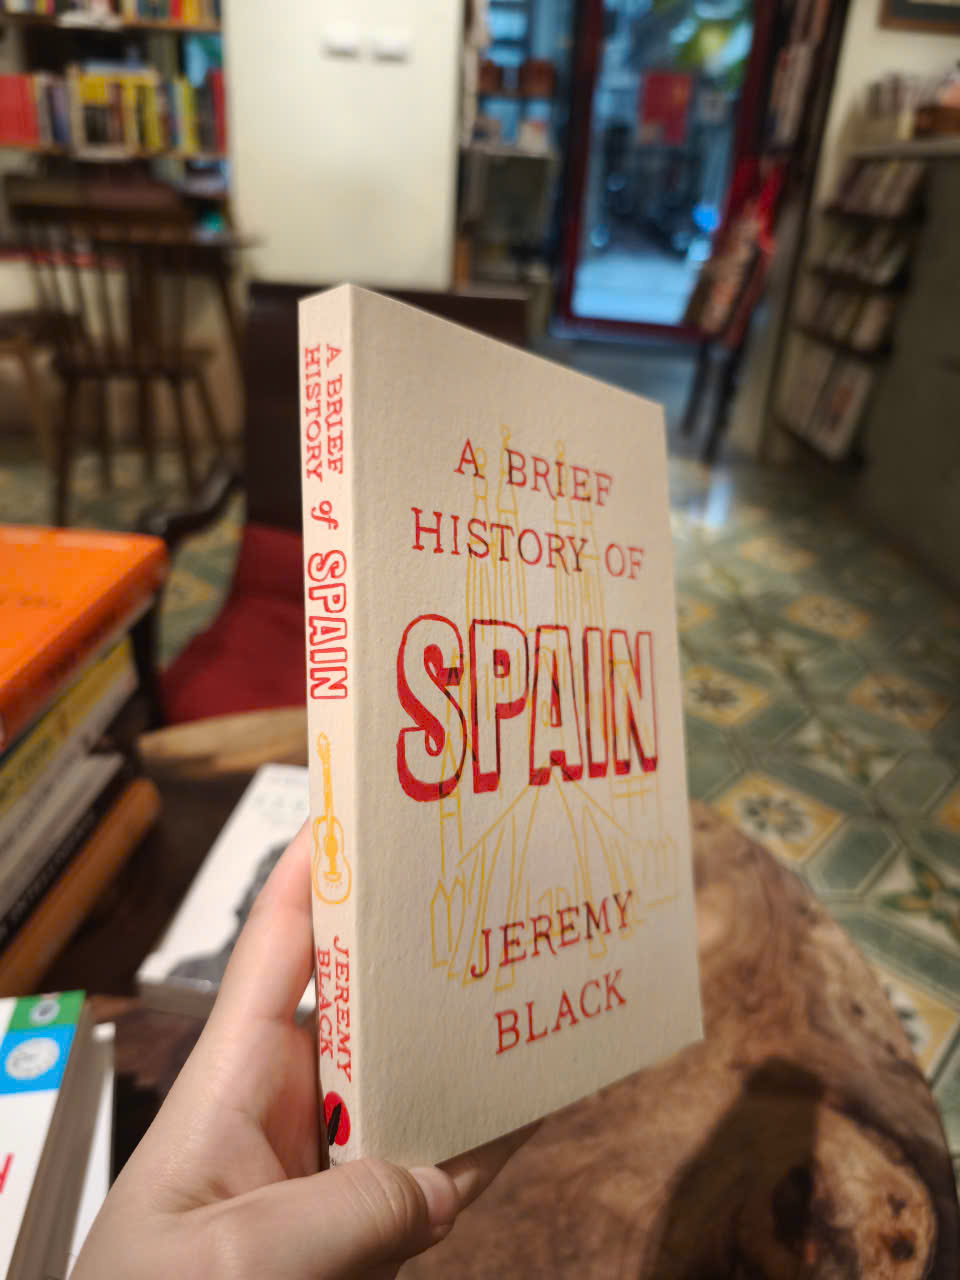 A BRIEF
HISTORY
of
SPAIN
JEREMY
BLACK
A BRIEF
HISTORY OF
SPAIN
JEREMY
BLACK